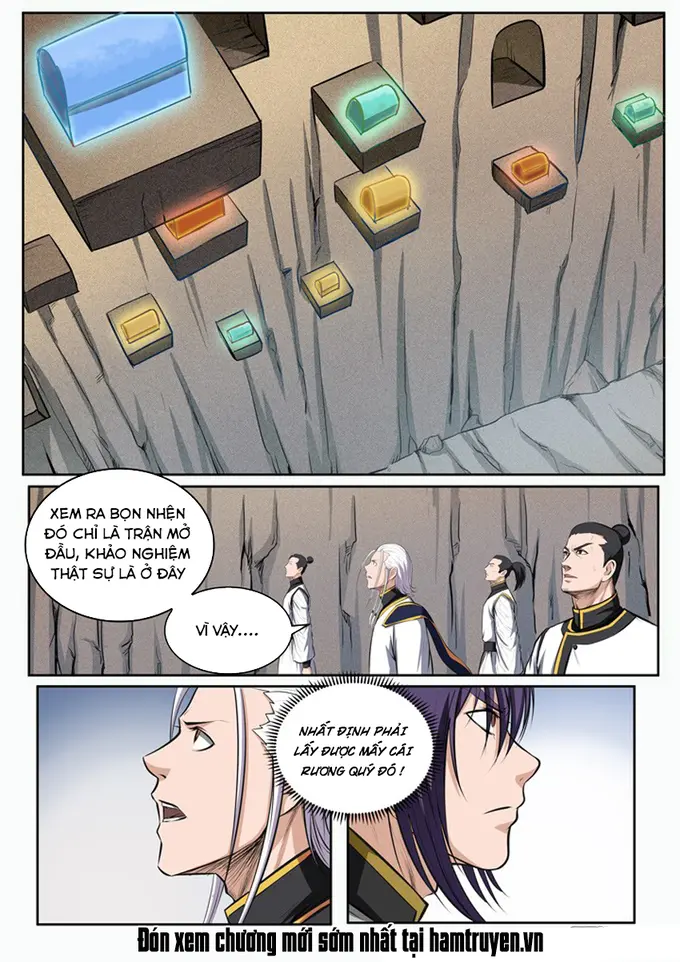 XEM RA BỌN NHỆN
ĐÓ CHỈ LÀ TRẬN MỞ
ĐẦU, KHẢO NGHIỆM
THẬT SỰ LÀ Ở ĐÂY
VÌ VẬY....
NHẤT ĐỊNH PHẢI
LẤY ĐƯỢC MẤY CÁI
RƯƠNG QUÝ ĐÓ !
Đón xem chương mới sớm nhất tại hamtruyen.vn